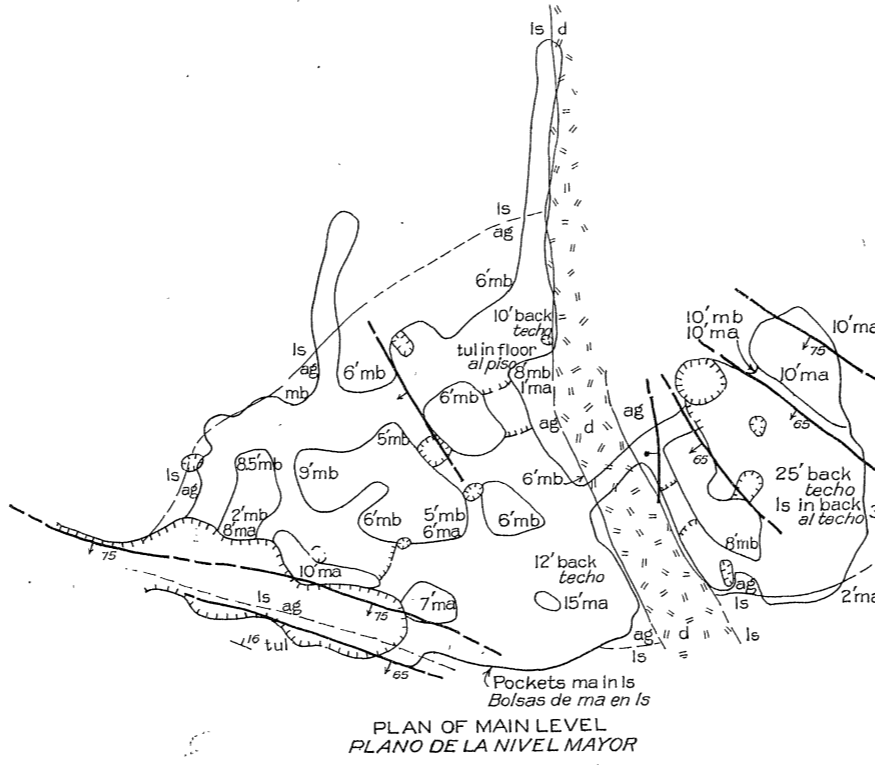 ls d
ls
ag
6'mb
10' back
techo
tul in floor
al piso
10' mb
10' ma
10' ma
75
10' ma
65
ls
ag
mb
6'mb
8'mb
1'ma
6'mb
ag
d
ag
65
5'mb
ls
ag
8.5'mb
9'mb
6'mb
25' back
techo
ls in back
al techo
3
2'mb
8'ma
6'mb
5'mb
6'ma
6'mb
8'mb
75
10'ma
12' back
techo
ag
ls
2'ma
ls
ag
75
7'ma
15'ma
16 tul
65
ag
ls
d
ls
Pockets ma in ls
Bolsas de ma en ls
PLAN OF MAIN LEVEL
PLANO DE LA NIVEL MAYOR